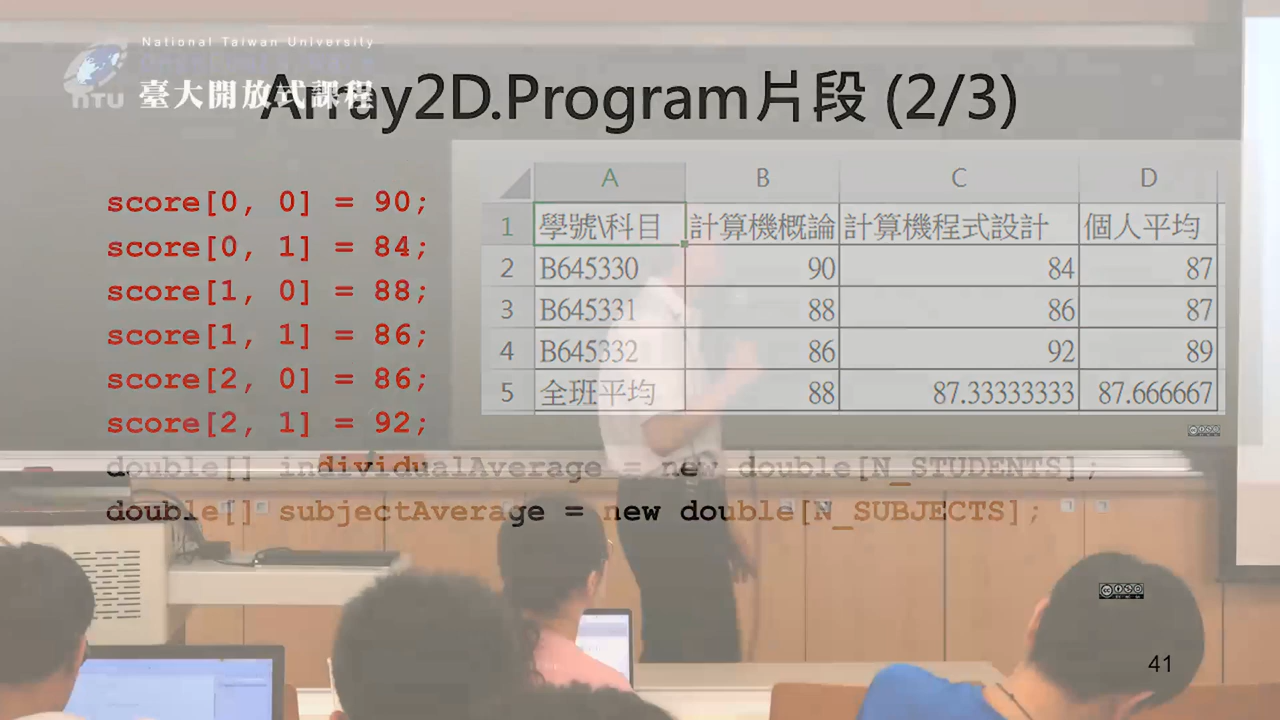 National Taiwan University
臺大開放式課程
NTU
Array2D.Program片段 (2/3)
score[0, 0] = 90;
score[0, 1] = 84;
score[1, 0] = 88;
score[1, 1] = 86;
score[2, 0] = 86;
score[2, 1] = 92;
double[] individualAverage = new double[N_STUDENTS];
double[] subjectAverage = new double[N_SUBJECTS];
A B C D
1 學號\科目 計算機概論 計算機程式設計 個人平均
2 B645330 90 84 87
3 B645331 88 86 87
4 B645332 86 92 89
5 全班平均 88 87.33333333 87.666667
41